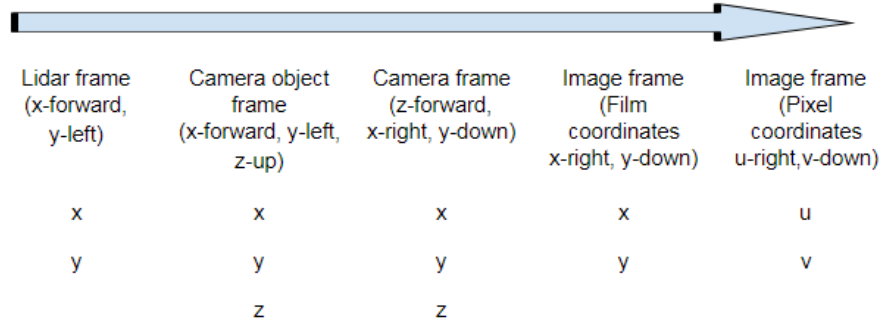 Lidar frame
(x-forward,
y-left)
Camera object
frame
(x-forward, y-left,
z-up)
Camera frame
(z-forward,
x-right, y-down)
Image frame
(Film
coordinates
x-right, y-down)
Image frame
(Pixel
coordinates
u-right,v-down)
x x x x u
y y y y v
z z